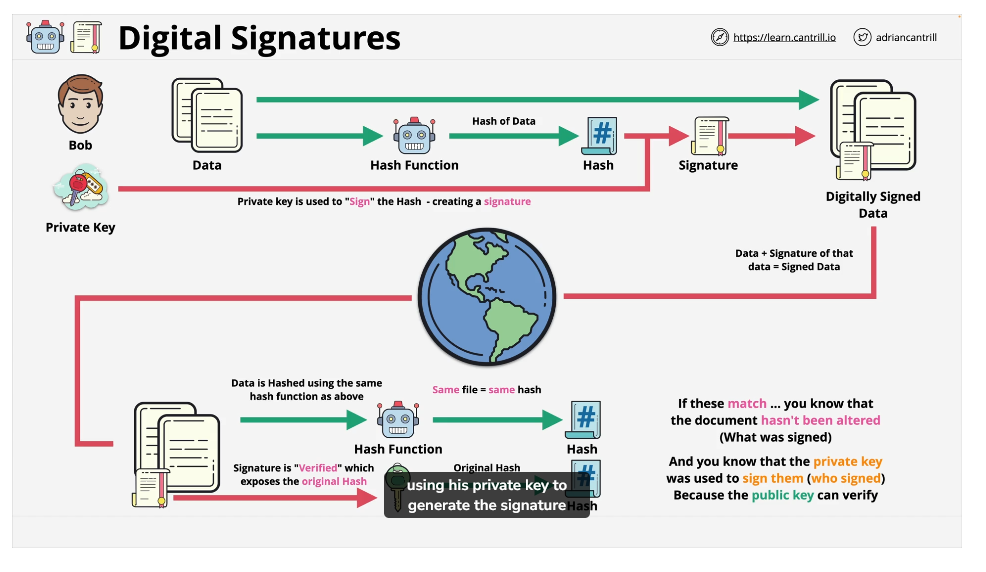 Digital Signatures
https://learn.cantrill.io
adriancantrill
Bob
Data
Hash Function
Hash of Data
#
Hash
Signature
Digitally Signed
Data
Private Key
Private key is used to "Sign" the Hash - creating a signature
Data + Signature of that
data = Signed Data
Data is Hashed using the same
hash function as above
Same file = same hash
Hash Function
#
Hash
If these match ... you know that
the document hasn't been altered
(What was signed)
Signature is "Verified" which
exposes the original Hash
Original Hash
#
Hash
And you know that the private key
was used to sign them (who signed)
Because the public key can verify
using his private key to
generate the signature